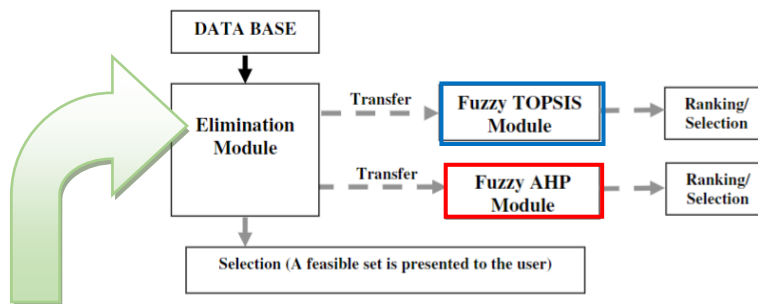 DATA BASE
Elimination
Module
Transfer
Fuzzy TOPSIS
Module
Ranking/
Selection
Transfer
Fuzzy AHP
Module
Ranking/
Selection
Selection (A feasible set is presented to the user)